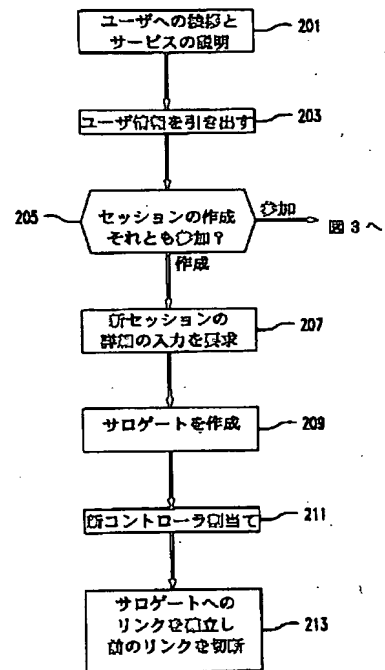 ユーザへの接続と
サービスの説明
201
ユーザ情報を引き出す
203
205
セッションの作成
それとも参加?
参加
図 3 へ
作成
新セッションの
詳細の入力を要求
207
サロゲートを作成
209
新コントローラ割当て
211
サロゲートへの
リンクを確立し
前のリンクを切断
213